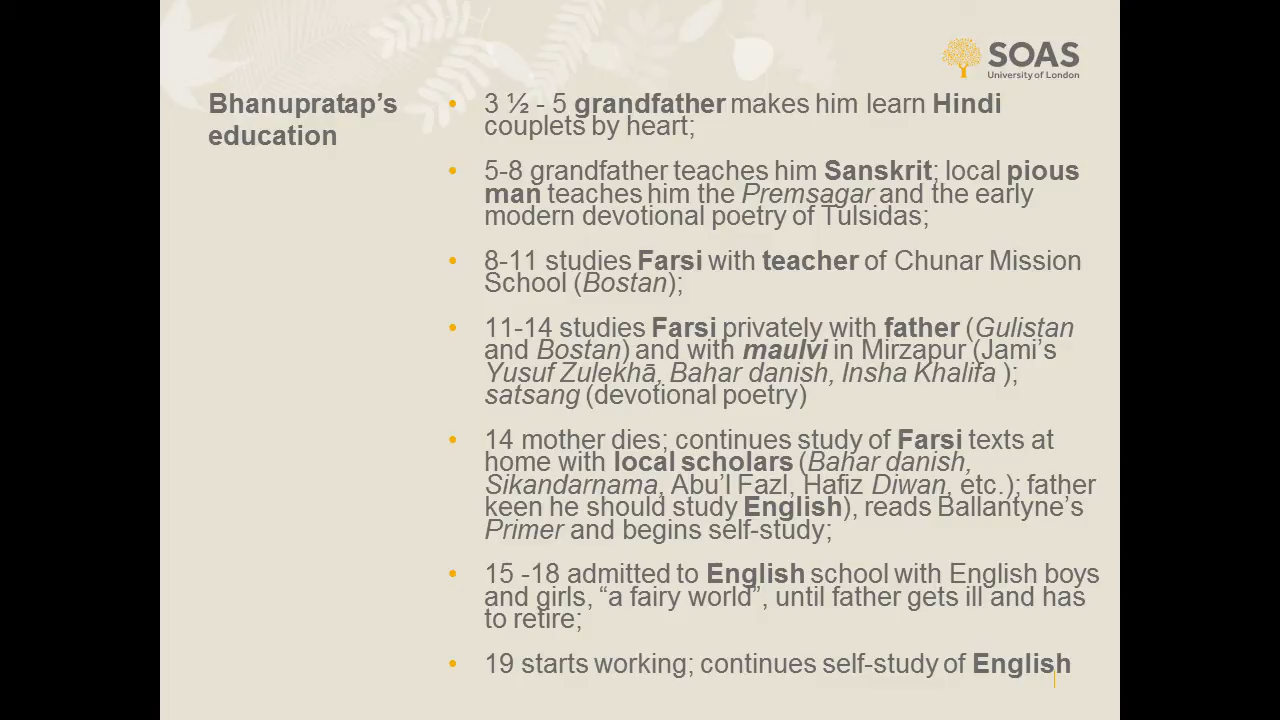 SOAS
University of London
Bhanupratap’s
education
• 3 ½ - 5 grandfather makes him learn Hindi
couplets by heart;
• 5-8 grandfather teaches him Sanskrit; local pious
man teaches him the Premsagar and the early
modern devotional poetry of Tulsidas;
• 8-11 studies Farsi with teacher of Chunar Mission
School (Bostan);
• 11-14 studies Farsi privately with father (Gulistan
and Bostan) and with maulvi in Mirzapur (Jami’s
Yusuf Zulekhā, Bahar danish, Insha Khalifa );
satsang (devotional poetry)
• 14 mother dies; continues study of Farsi texts at
home with local scholars (Bahar danish,
Sikandarnama, Abu’l Fazl, Hafiz Diwan, etc.); father
keen he should study English), reads Ballantyne’s
Primer and begins self-study;
• 15 -18 admitted to English school with English boys
and girls, “a fairy world”, until father gets ill and has
to retire;
• 19 starts working; continues self-study of English